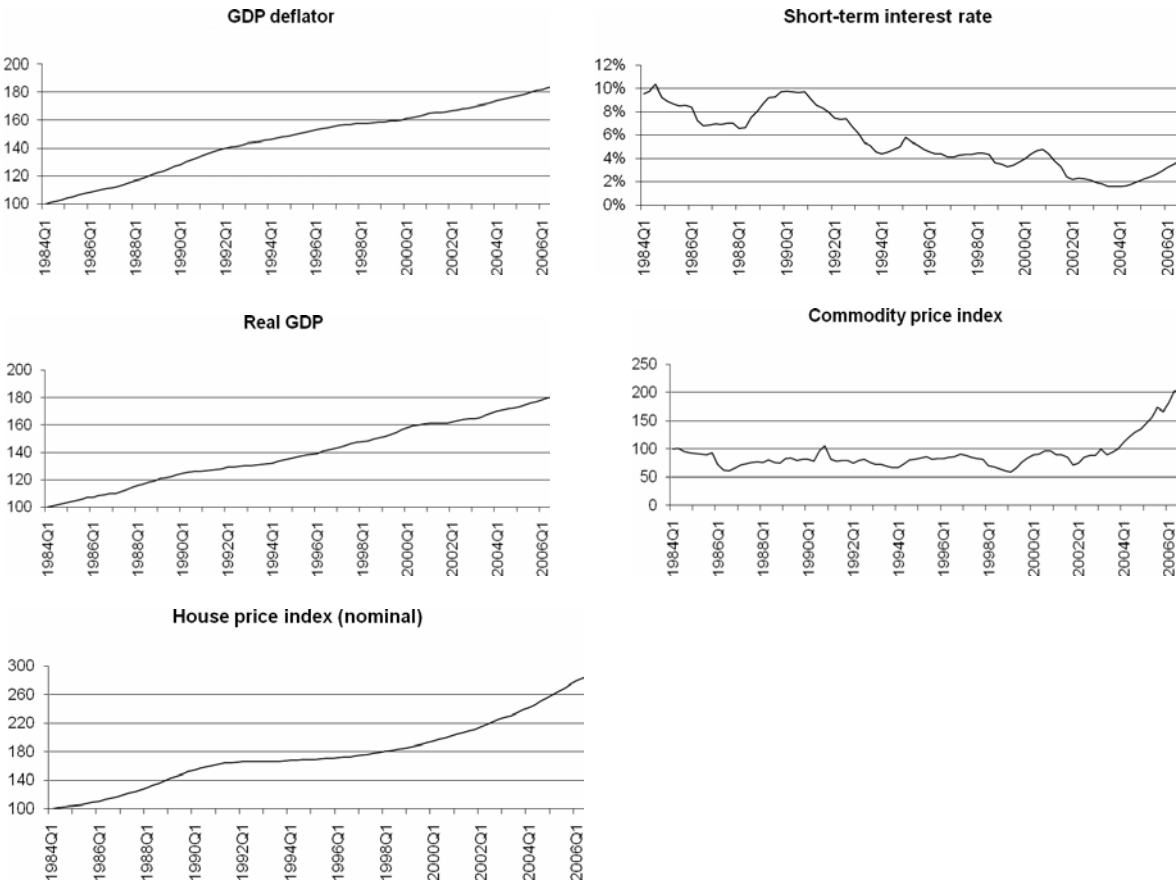 GDP deflator
200
180
160
140
120
100
1984Q1
1986Q1
1988Q1
1990Q1
1992Q1
1994Q1
1996Q1
1998Q1
2000Q1
2002Q1
2004Q1
2006Q1
Short-term interest rate
12%
10%
8%
6%
4%
2%
0%
1984Q1
1986Q1
1988Q1
1990Q1
1992Q1
1994Q1
1996Q1
1998Q1
2000Q1
2002Q1
2004Q1
2006Q1
Real GDP
200
180
160
140
120
100
1984Q1
1986Q1
1988Q1
1990Q1
1992Q1
1994Q1
1996Q1
1998Q1
2000Q1
2002Q1
2004Q1
2006Q1
Commodity price index
250
200
150
100
50
0
1984Q1
1986Q1
1988Q1
1990Q1
1992Q1
1994Q1
1996Q1
1998Q1
2000Q1
2002Q1
2004Q1
2006Q1
House price index (nominal)
300
260
220
180
140
100
1984Q1
1986Q1
1988Q1
1990Q1
1992Q1
1994Q1
1996Q1
1998Q1
2000Q1
2002Q1
2004Q1
2006Q1